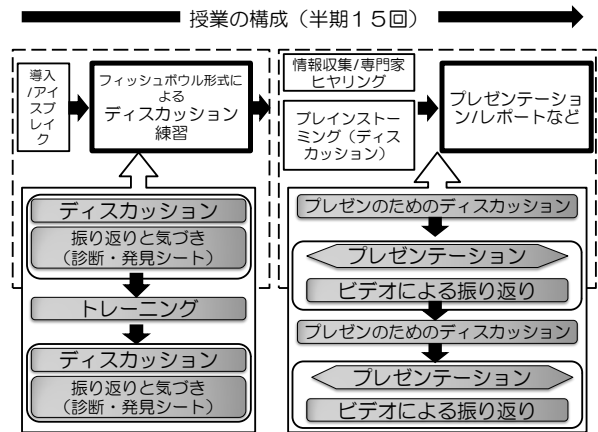 授業の構成（半期１５回）
導入
/アイ
スブ
レイ
ク
フィッシュボウル形式に
よる
ディスカッション
練習
情報収集/専門家
ヒヤリング
ブレインストー
ミング（ディス
カッション）
プレゼンテーショ
ン/レポートなど
ディスカッション
振り返りと気づき
（診断・発見シート）
トレーニング
ディスカッション
振り返りと気づき
（診断・発見シート）
プレゼンのためのディスカッション
プレゼンテーション
ビデオによる振り返り
プレゼンのためのディスカッション
プレゼンテーション
ビデオによる振り返り